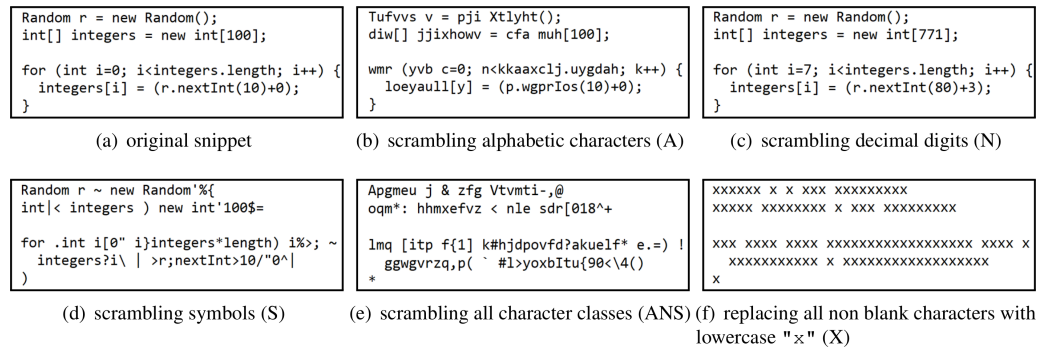 Random r = new Random();
int[] integers = new int[100];
for (int i=0; i<integers.length; i++) {
integers[i] = (r.nextInt(10)+0);
}
(a) original snippet
Tufvvs v = pji Xtlyht();
diw[] jjixhowv = cfa muh[100];
wmr (yvb c=0; n<kkaaxclj.uygdah; k++) {
loeyaull[y] = (p.wgprIos(10)+0);
}
(b) scrambling alphabetic characters (A)
Random r = new Random();
int[] integers = new int[771];
for (int i=7; i<integers.length; i++) {
integers[i] = (r.nextInt(80)+3);
}
(c) scrambling decimal digits (N)
Random r ~ new Random'%{
int|< integers ) new int'100$=
for .int i[0" i}integers*length) i%>; ~
integers?i\ | >r;nextInt>10/"0^|
)
(d) scrambling symbols (S)
Apgmeu j & zfg Vtvmti-,@
oqm*: hhmxefvz < nle sdr[018^+
lmq [itp f{1] k#hjdpovfd?akuelf* e.=) !
ggwgvrzq,p( ` #l>yoxbItu{90<\4()
*
(e) scrambling all character classes (ANS)
xxxxxx x x xxx xxxxxxxxx
xxxxx xxxxxxxx x xxx xxxxxxxxx
xxx xxxx xxxx xxxxxxxxxxxxxxxxxx xxxx x
xxxxxxxxxxx x xxxxxxxxxxxxxxxxxx
x
(f) replacing all non blank characters with
lowercase "x" (X)